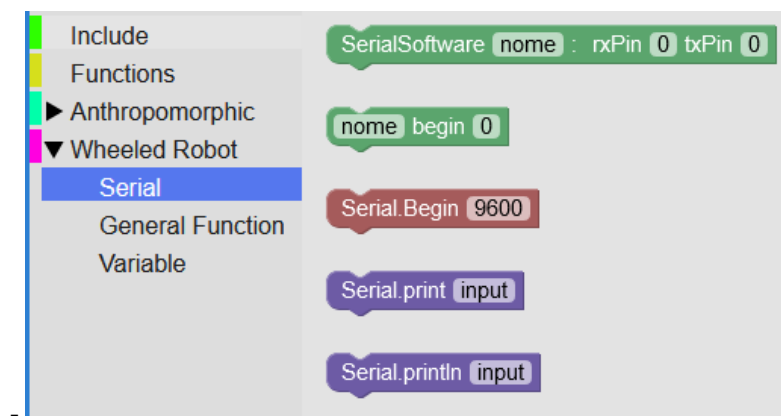 Include
Functions
Anthropomorphic
Wheeled Robot
Serial
General Function
Variable
SerialSoftware nome : rxPin 0 txPin 0
nome begin 0
Serial.Begin 9600
Serial.print input
Serial.println input